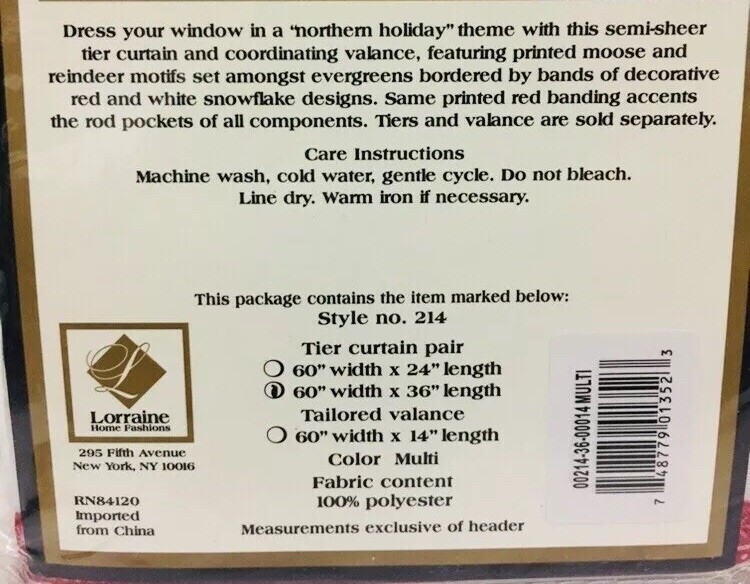 Dress your window in a "northern holiday" theme with this semi-sheer
tier curtain and coordinating valance, featuring printed moose and
reindeer motifs set amongst evergreens bordered by bands of decorative
red and white snowflake designs. Same printed red banding accents
the rod pockets of all components. Tiers and valance are sold separately.
Care Instructions
Machine wash, cold water, gentle cycle. Do not bleach.
Line dry. Warm iron if necessary.
This package contains the item marked below:
Style no. 214
Tier curtain pair
60" width x 24" length
60" width x 36" length
Tailored valance
60" width x 14" length
Color Multi
Fabric content
100% polyester
Measurements exclusive of header
L
Lorraine
Home Fashions
295 Fifth Avenue
New York, NY 10016
RN84120
Imported
from China
00214-36-00014 MULTI
7 48779 01352 3